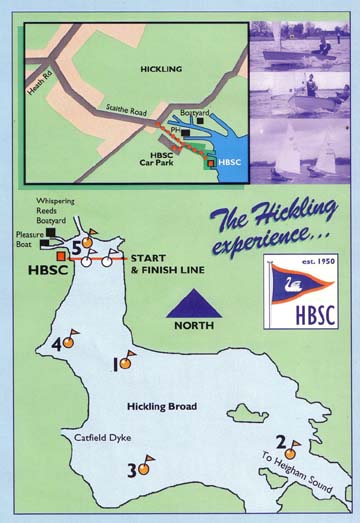 HICKLING
Heath Rd
Staithe Road
Boatyard
PH
HBSC
Car Park
HBSC
Whispering
Reeds
Boatyard
Pleasure
Boat
HBSC
5
START
& FINISH LINE
The Hickling
experience...
est. 1950
HBSC
NORTH
4
1
Hickling Broad
Catfield Dyke
3
2
To Heigham Sound